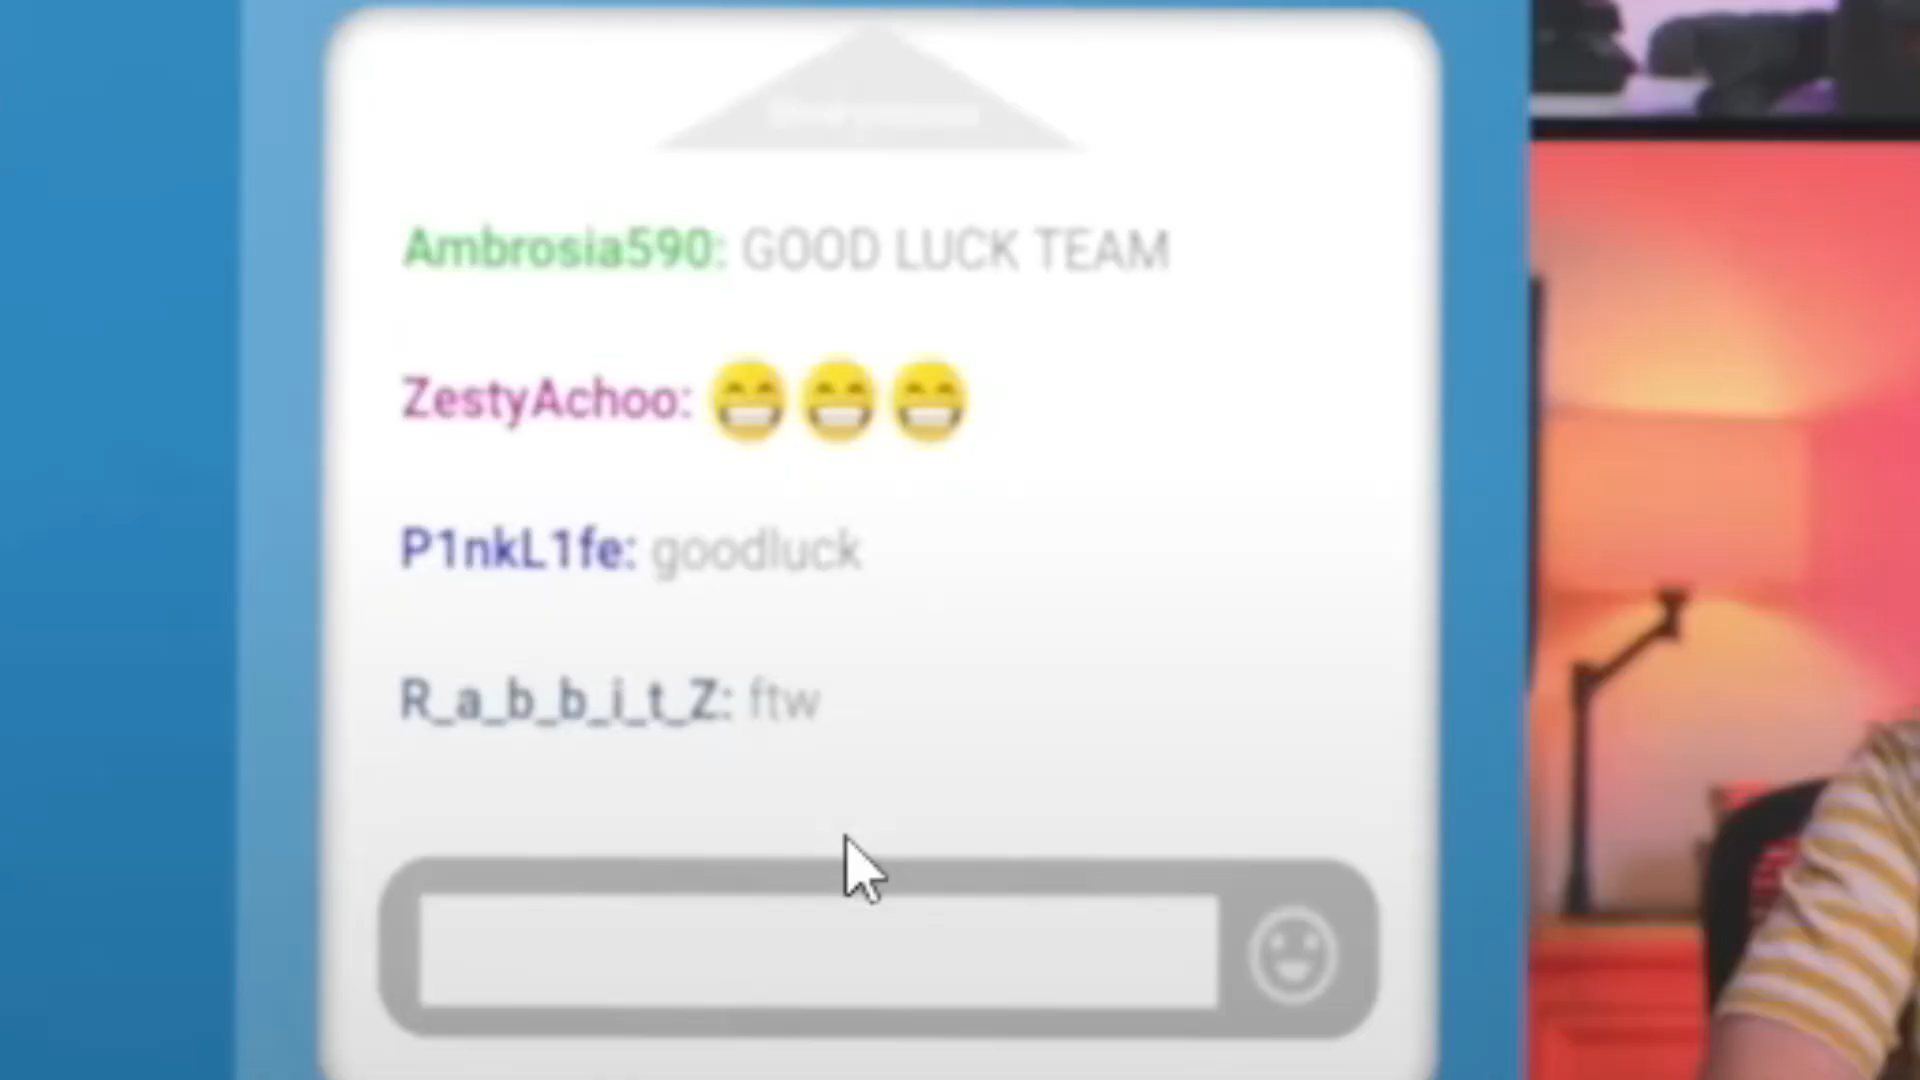 Ambrosia590: GOOD LUCK TEAM
ZestyAchoo: 😁😁😁
P1nkL1fe: goodluck
R_a_b_b_i_t_Z: ftw